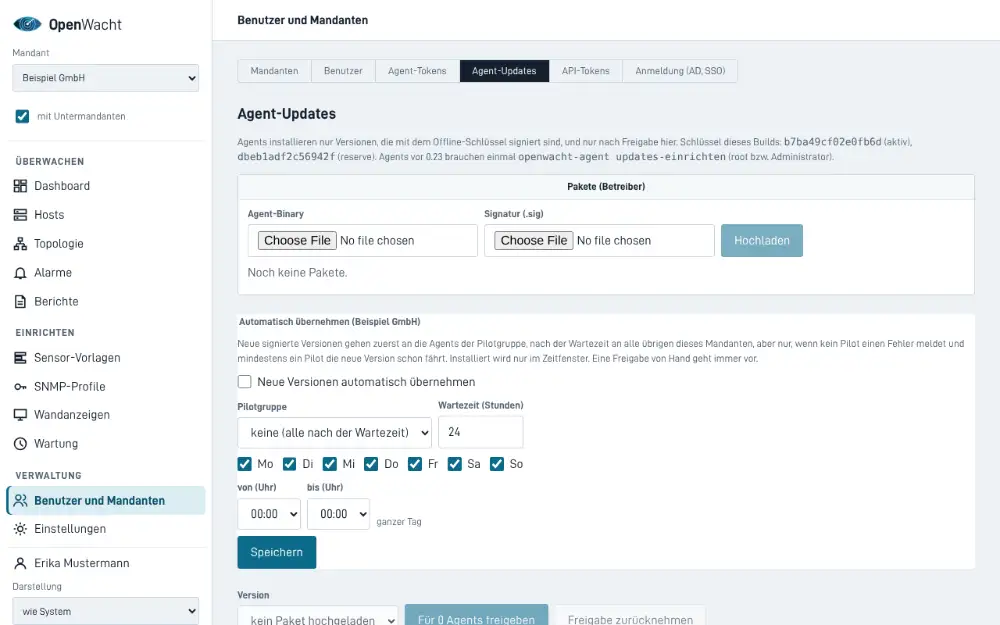 OpenWacht
Mandant
Beispiel GmbH
mit Untermandanten
ÜBERWACHEN
Dashboard
Hosts
Topologie
Alarme
Berichte
EINRICHTEN
Sensor-Vorlagen
SNMP-Profile
Wandanzeigen
Wartung
VERWALTUNG
Benutzer und Mandanten
Einstellungen
Erika Mustermann
Darstellung
wie System
Benutzer und Mandanten
Mandanten Benutzer Agent-Tokens Agent-Updates API-Tokens Anmeldung (AD, SSO)
Agent-Updates
Agents installieren nur Versionen, die mit dem Offline-Schlüssel signiert sind, und nur nach Freigabe hier. Schlüssel dieses Builds: b7ba49cf02e0fb6d (aktiv),
dbeb1adf2c56942f (reserve). Agents vor 0.23 brauchen einmal openwacht-agent updates-einrichten (root bzw. Administrator).
Pakete (Betreiber)
Agent-Binary Signatur (.sig)
Choose File No file chosen Choose File No file chosen Hochladen
Noch keine Pakete.
Automatisch übernehmen (Beispiel GmbH)
Neue signierte Versionen gehen zuerst an die Agents der Pilotgruppe, nach der Wartezeit an alle übrigen dieses Mandanten, aber nur, wenn kein Pilot einen Fehler meldet und
mindestens ein Pilot die neue Version schon fährt. Installiert wird nur im Zeitfenster. Eine Freigabe von Hand geht immer vor.
Neue Versionen automatisch übernehmen
Pilotgruppe Wartezeit (Stunden)
keine (alle nach der Wartezeit) 24
Mo Di Mi Do Fr Sa So
von (Uhr) bis (Uhr)
00:00 00:00 ganzer Tag
Speichern
Version
kein Paket hochgeladen Für 0 Agents freigeben Freigabe zurücknehmen